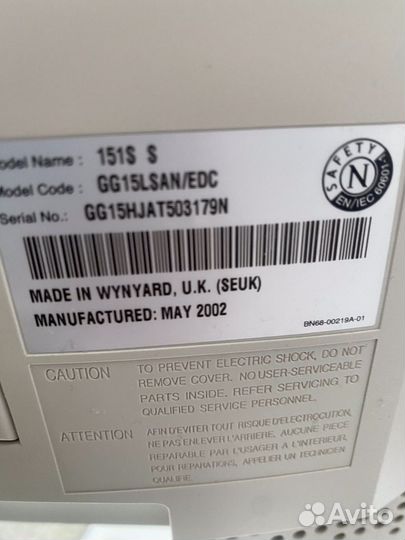 odel Name : 151S S
Model Code : GG15LSAN/EDC
Serial No.: GG15HJAT503179N
SAFETY
N
EN/IEC 60601-1
MADE IN WYNYARD, U.K. (SEUK)
MANUFACTURED: MAY 2002
BN68-00219A-01
CAUTION : TO PREVENT ELECTRIC SHOCK, DO NOT
REMOVE COVER. NO USER-SERVICEABLE
PARTS INSIDE. REFER SERVICING TO
QUALIFIED SERVICE PERSONNEL.
ATTENTION : AFIN D'EVITER TOUT RISQUE D'ELECTROCUTION,
NE PAS ENLEVER L'ARRIERE, AUCUNE PIECE
REPARABLE PAR L'USAGER A L'INTERIEUR,
POUR REPARATIONS, APPELER UN TECHNICIEN
QUALIFIE.
Avito